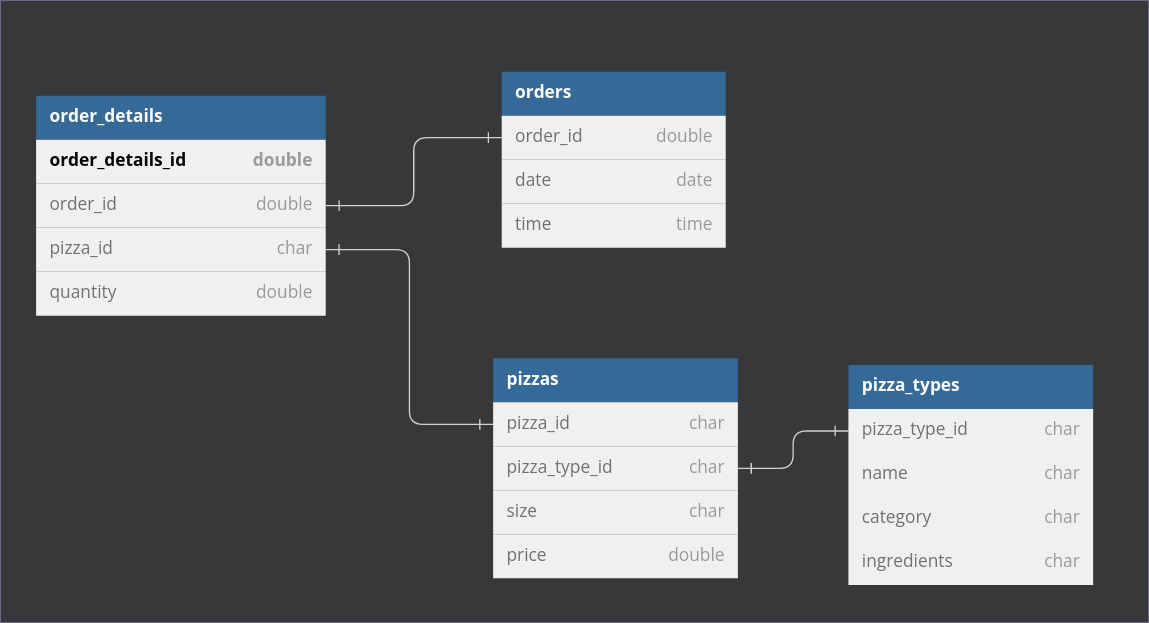 order_details
order_details_id double
order_id double
pizza_id char
quantity double
orders
order_id double
date date
time time
pizzas
pizza_id char
pizza_type_id char
size char
price double
pizza_types
pizza_type_id char
name char
category char
ingredients char